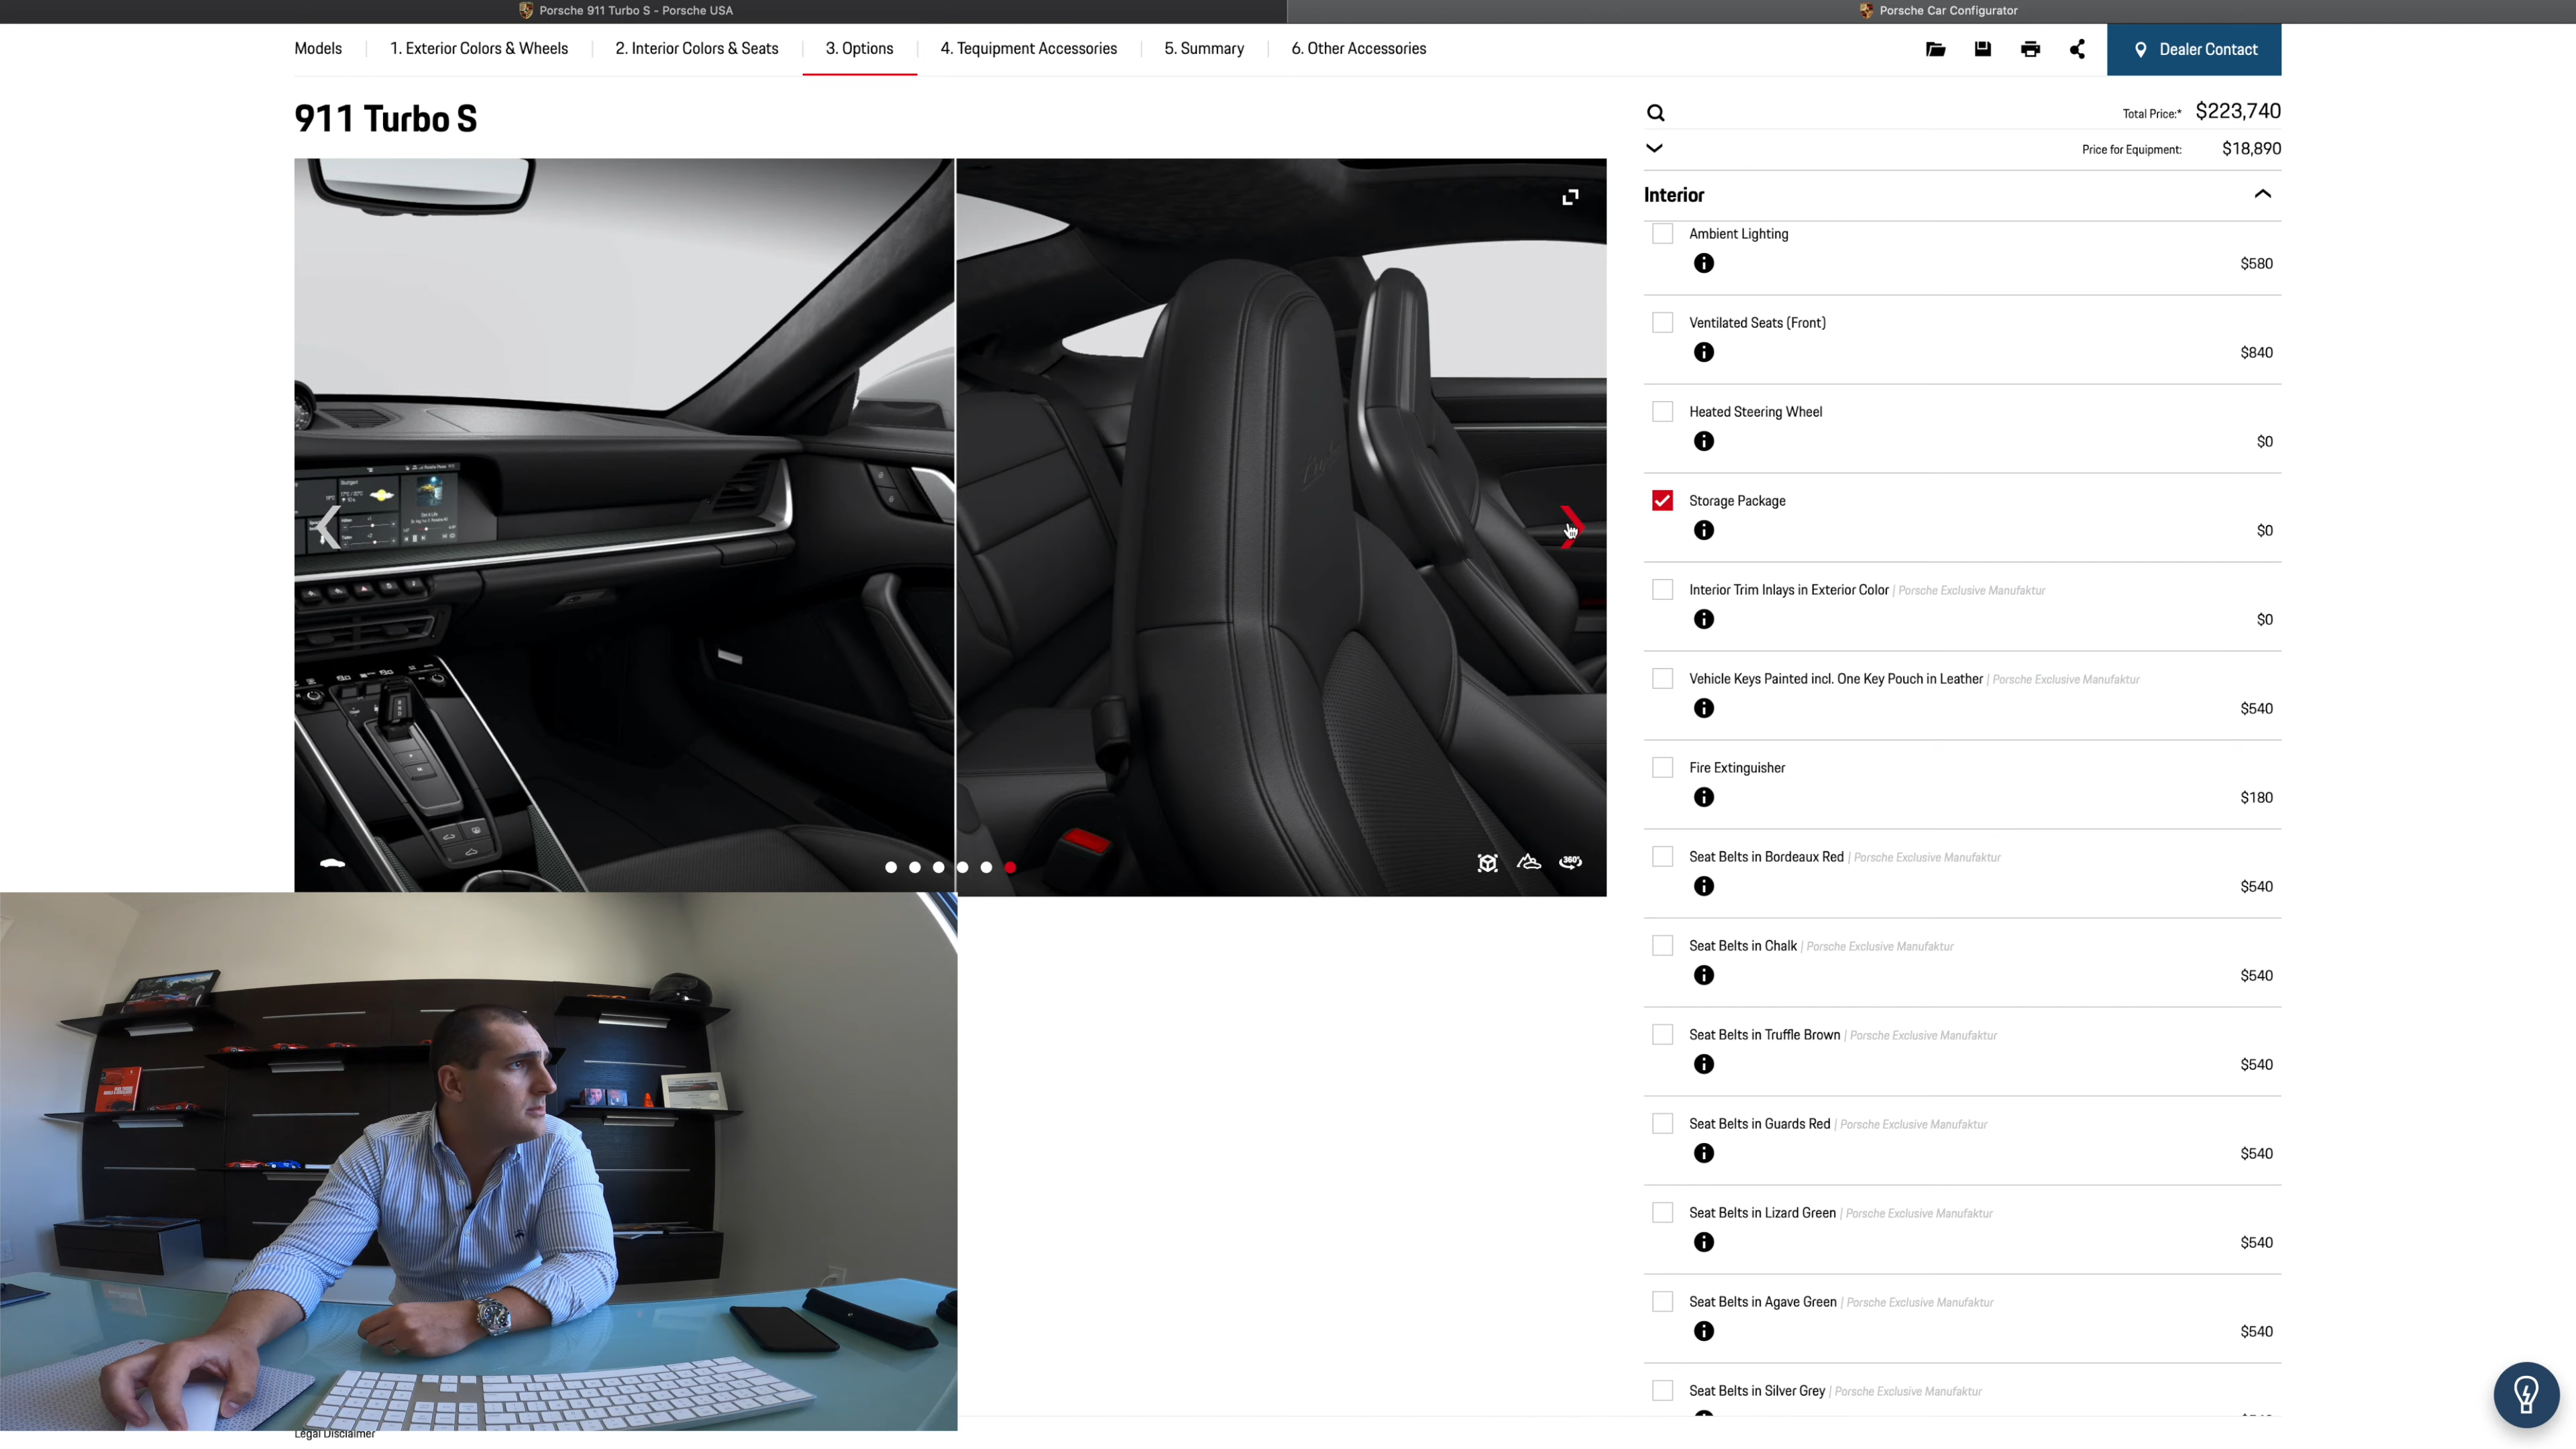 Porsche 911 Turbo S - Porsche USA
Porsche Car Configurator
Models
1. Exterior Colors & Wheels
2. Interior Colors & Seats
3. Options
4. Tequipment Accessories
5. Summary
6. Other Accessories
Dealer Contact
911 Turbo S
Total Price:* $223,740
Price for Equipment: $18,890
Interior
Ambient Lighting
$580
Ventilated Seats (Front)
$840
Heated Steering Wheel
$0
Storage Package
$0
Interior Trim Inlays in Exterior Color | Porsche Exclusive Manufaktur
$0
Vehicle Keys Painted incl. One Key Pouch in Leather | Porsche Exclusive Manufaktur
$540
Fire Extinguisher
$180
Seat Belts in Bordeaux Red | Porsche Exclusive Manufaktur
$540
Seat Belts in Chalk | Porsche Exclusive Manufaktur
$540
Seat Belts in Truffle Brown | Porsche Exclusive Manufaktur
$540
Seat Belts in Guards Red | Porsche Exclusive Manufaktur
$540
Seat Belts in Lizard Green | Porsche Exclusive Manufaktur
$540
Seat Belts in Agave Green | Porsche Exclusive Manufaktur
$540
Seat Belts in Silver Grey | Porsche Exclusive Manufaktur
360°
Legal Disclaimer